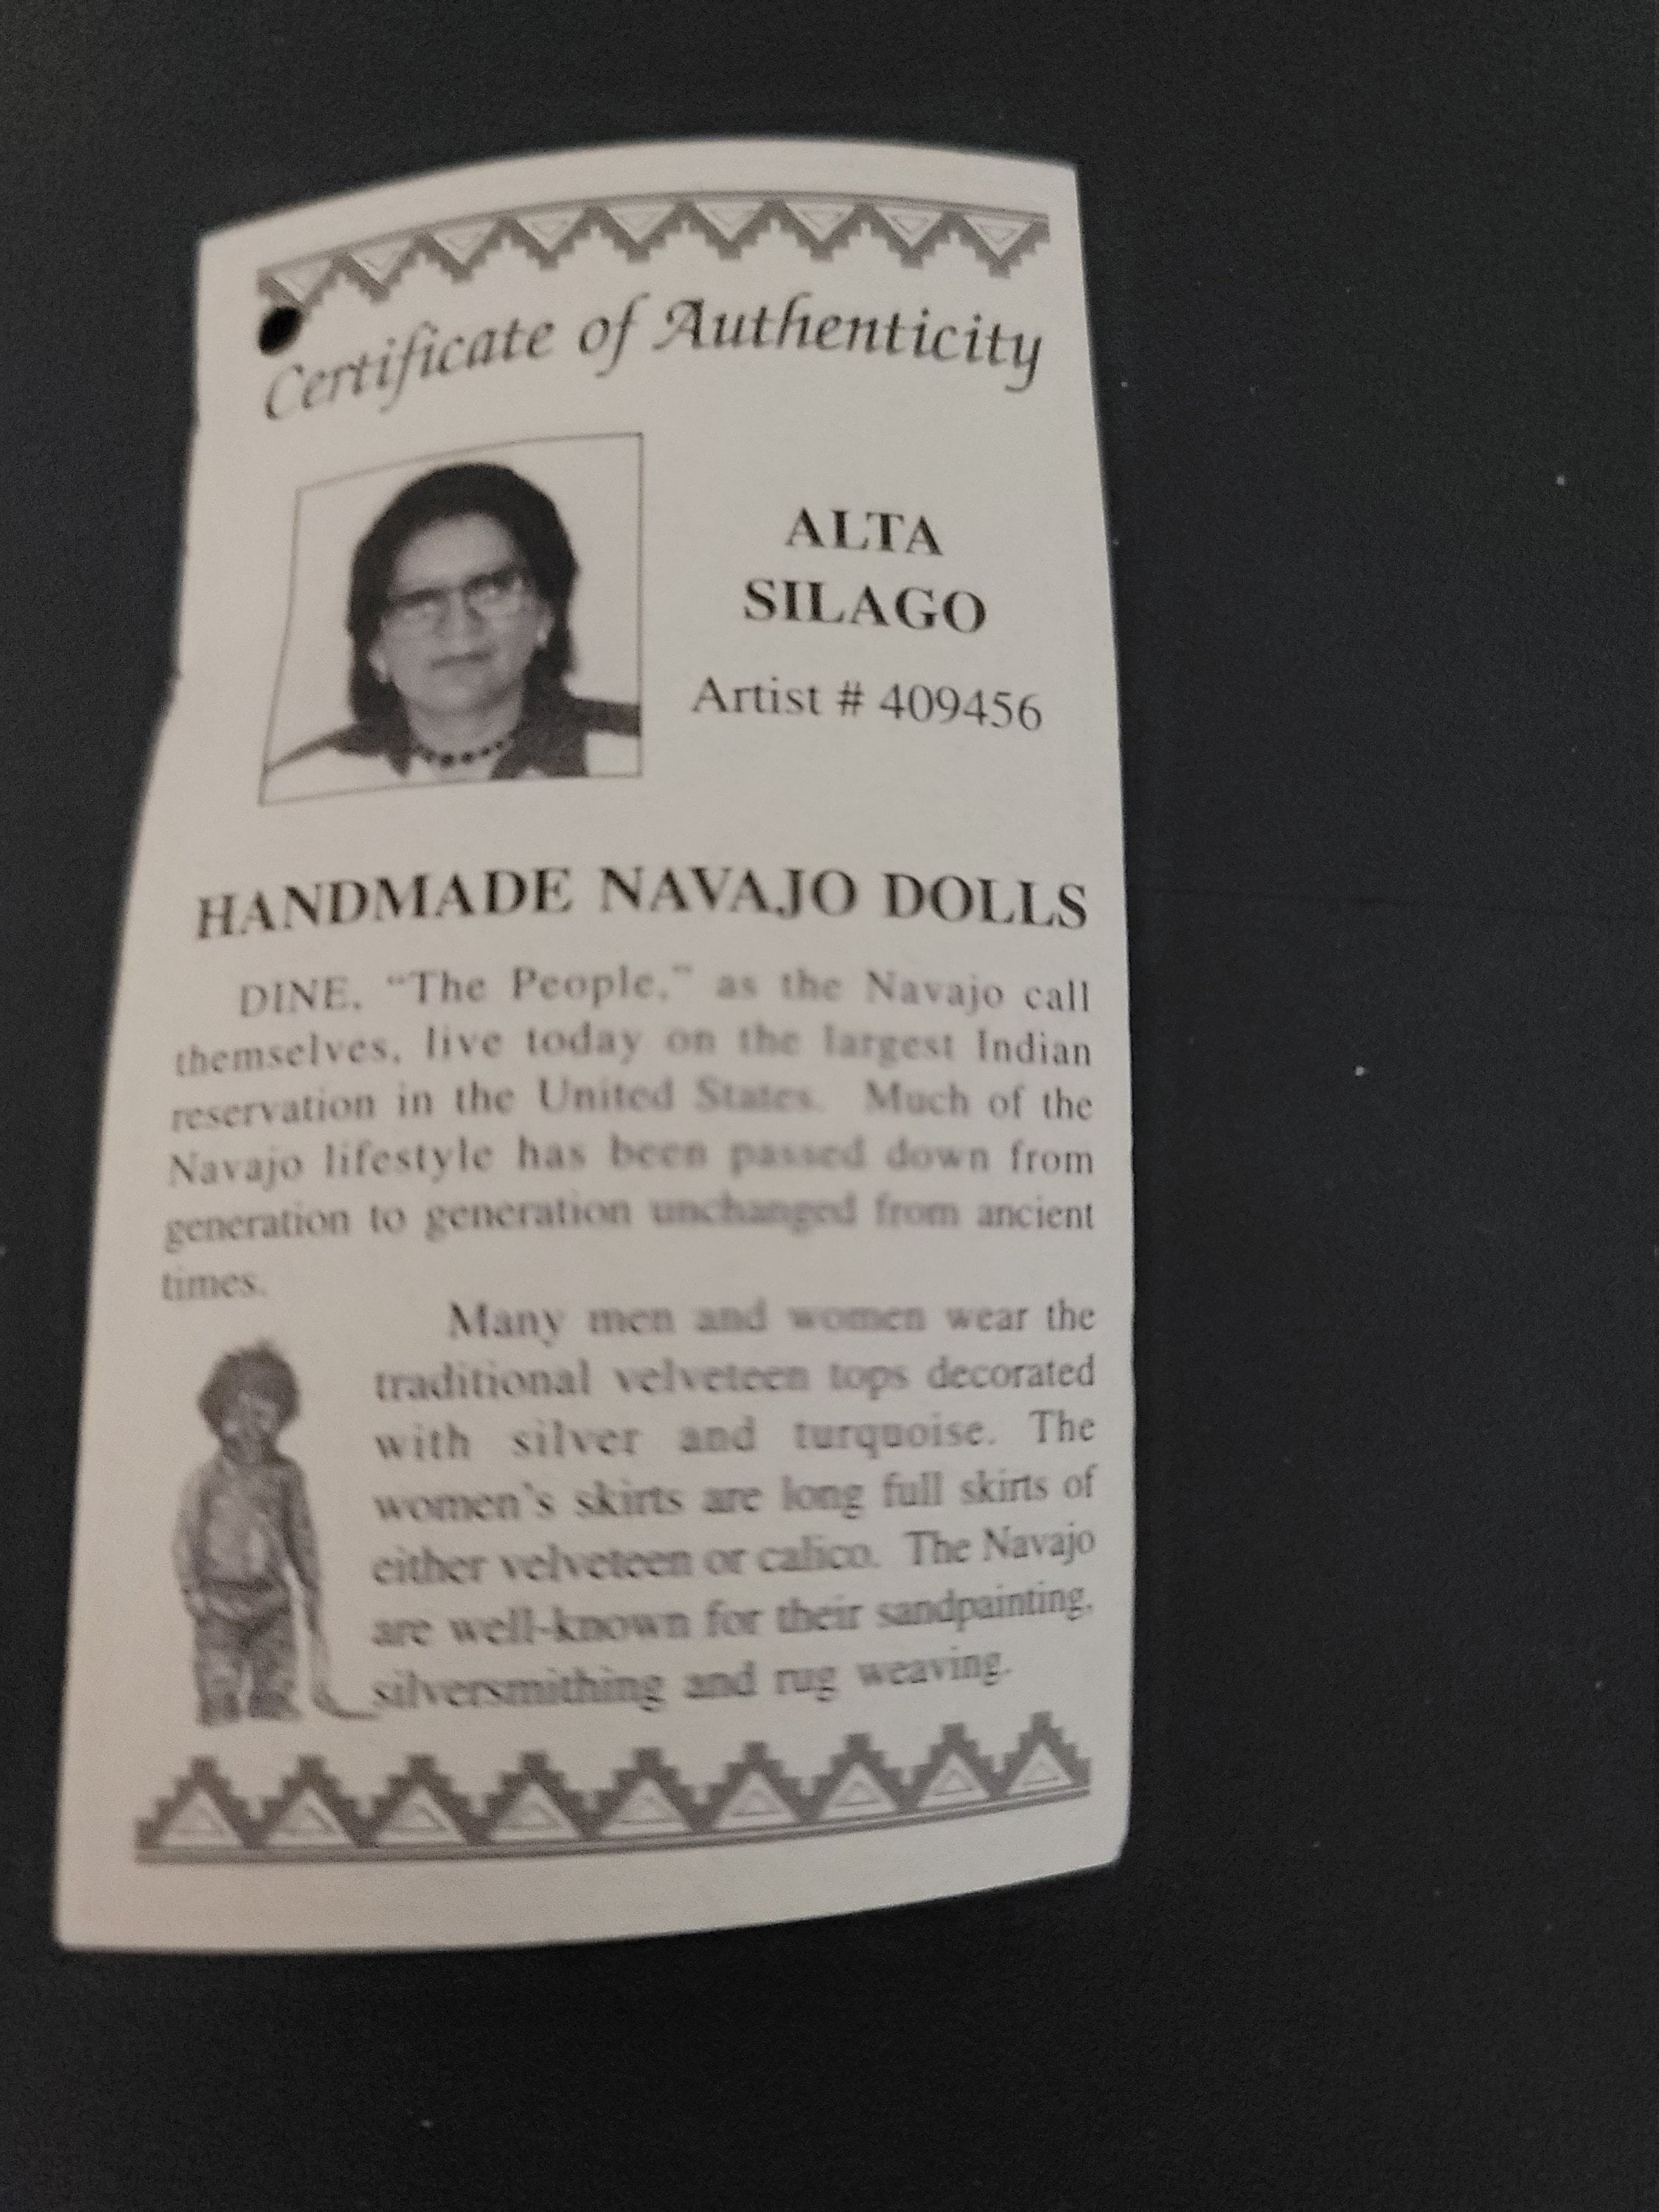 Certificate of Authenticity
ALTA
SILAGO
Artist # 409456
HANDMADE NAVAJO DOLLS
DINE, “The People,” as the Navajo call
themselves, live today on the largest Indian
reservation in the United States. Much of the
Navajo lifestyle has been passed down from
generation to generation unchanged from ancient
times.
Many men and women wear the
traditional velveteen tops decorated
with silver and turquoise. The
women's skirts are long full skirts of
either velveteen or calico. The Navajo
are well-known for their sandpainting,
silversmithing and rug weaving.